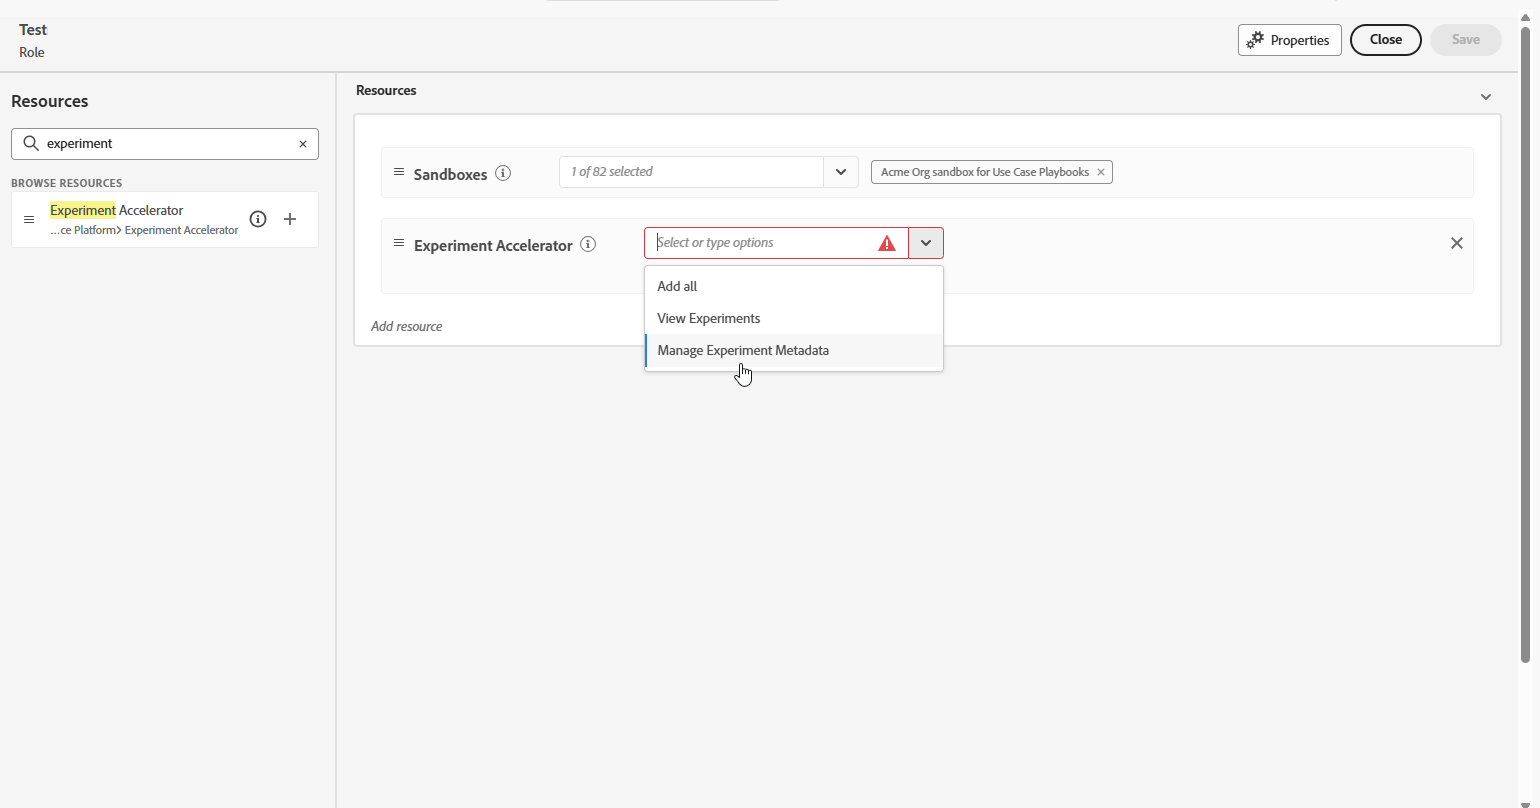 Test
Role
Properties
Close
Save
Resources
experiment
BROWSE RESOURCES
Experiment Accelerator
...ce Platform> Experiment Accelerator
Resources
Sandboxes
1 of 82 selected
Acme Org sandbox for Use Case Playbooks
Experiment Accelerator
Select or type options
Add all
View Experiments
Manage Experiment Metadata
Add resource